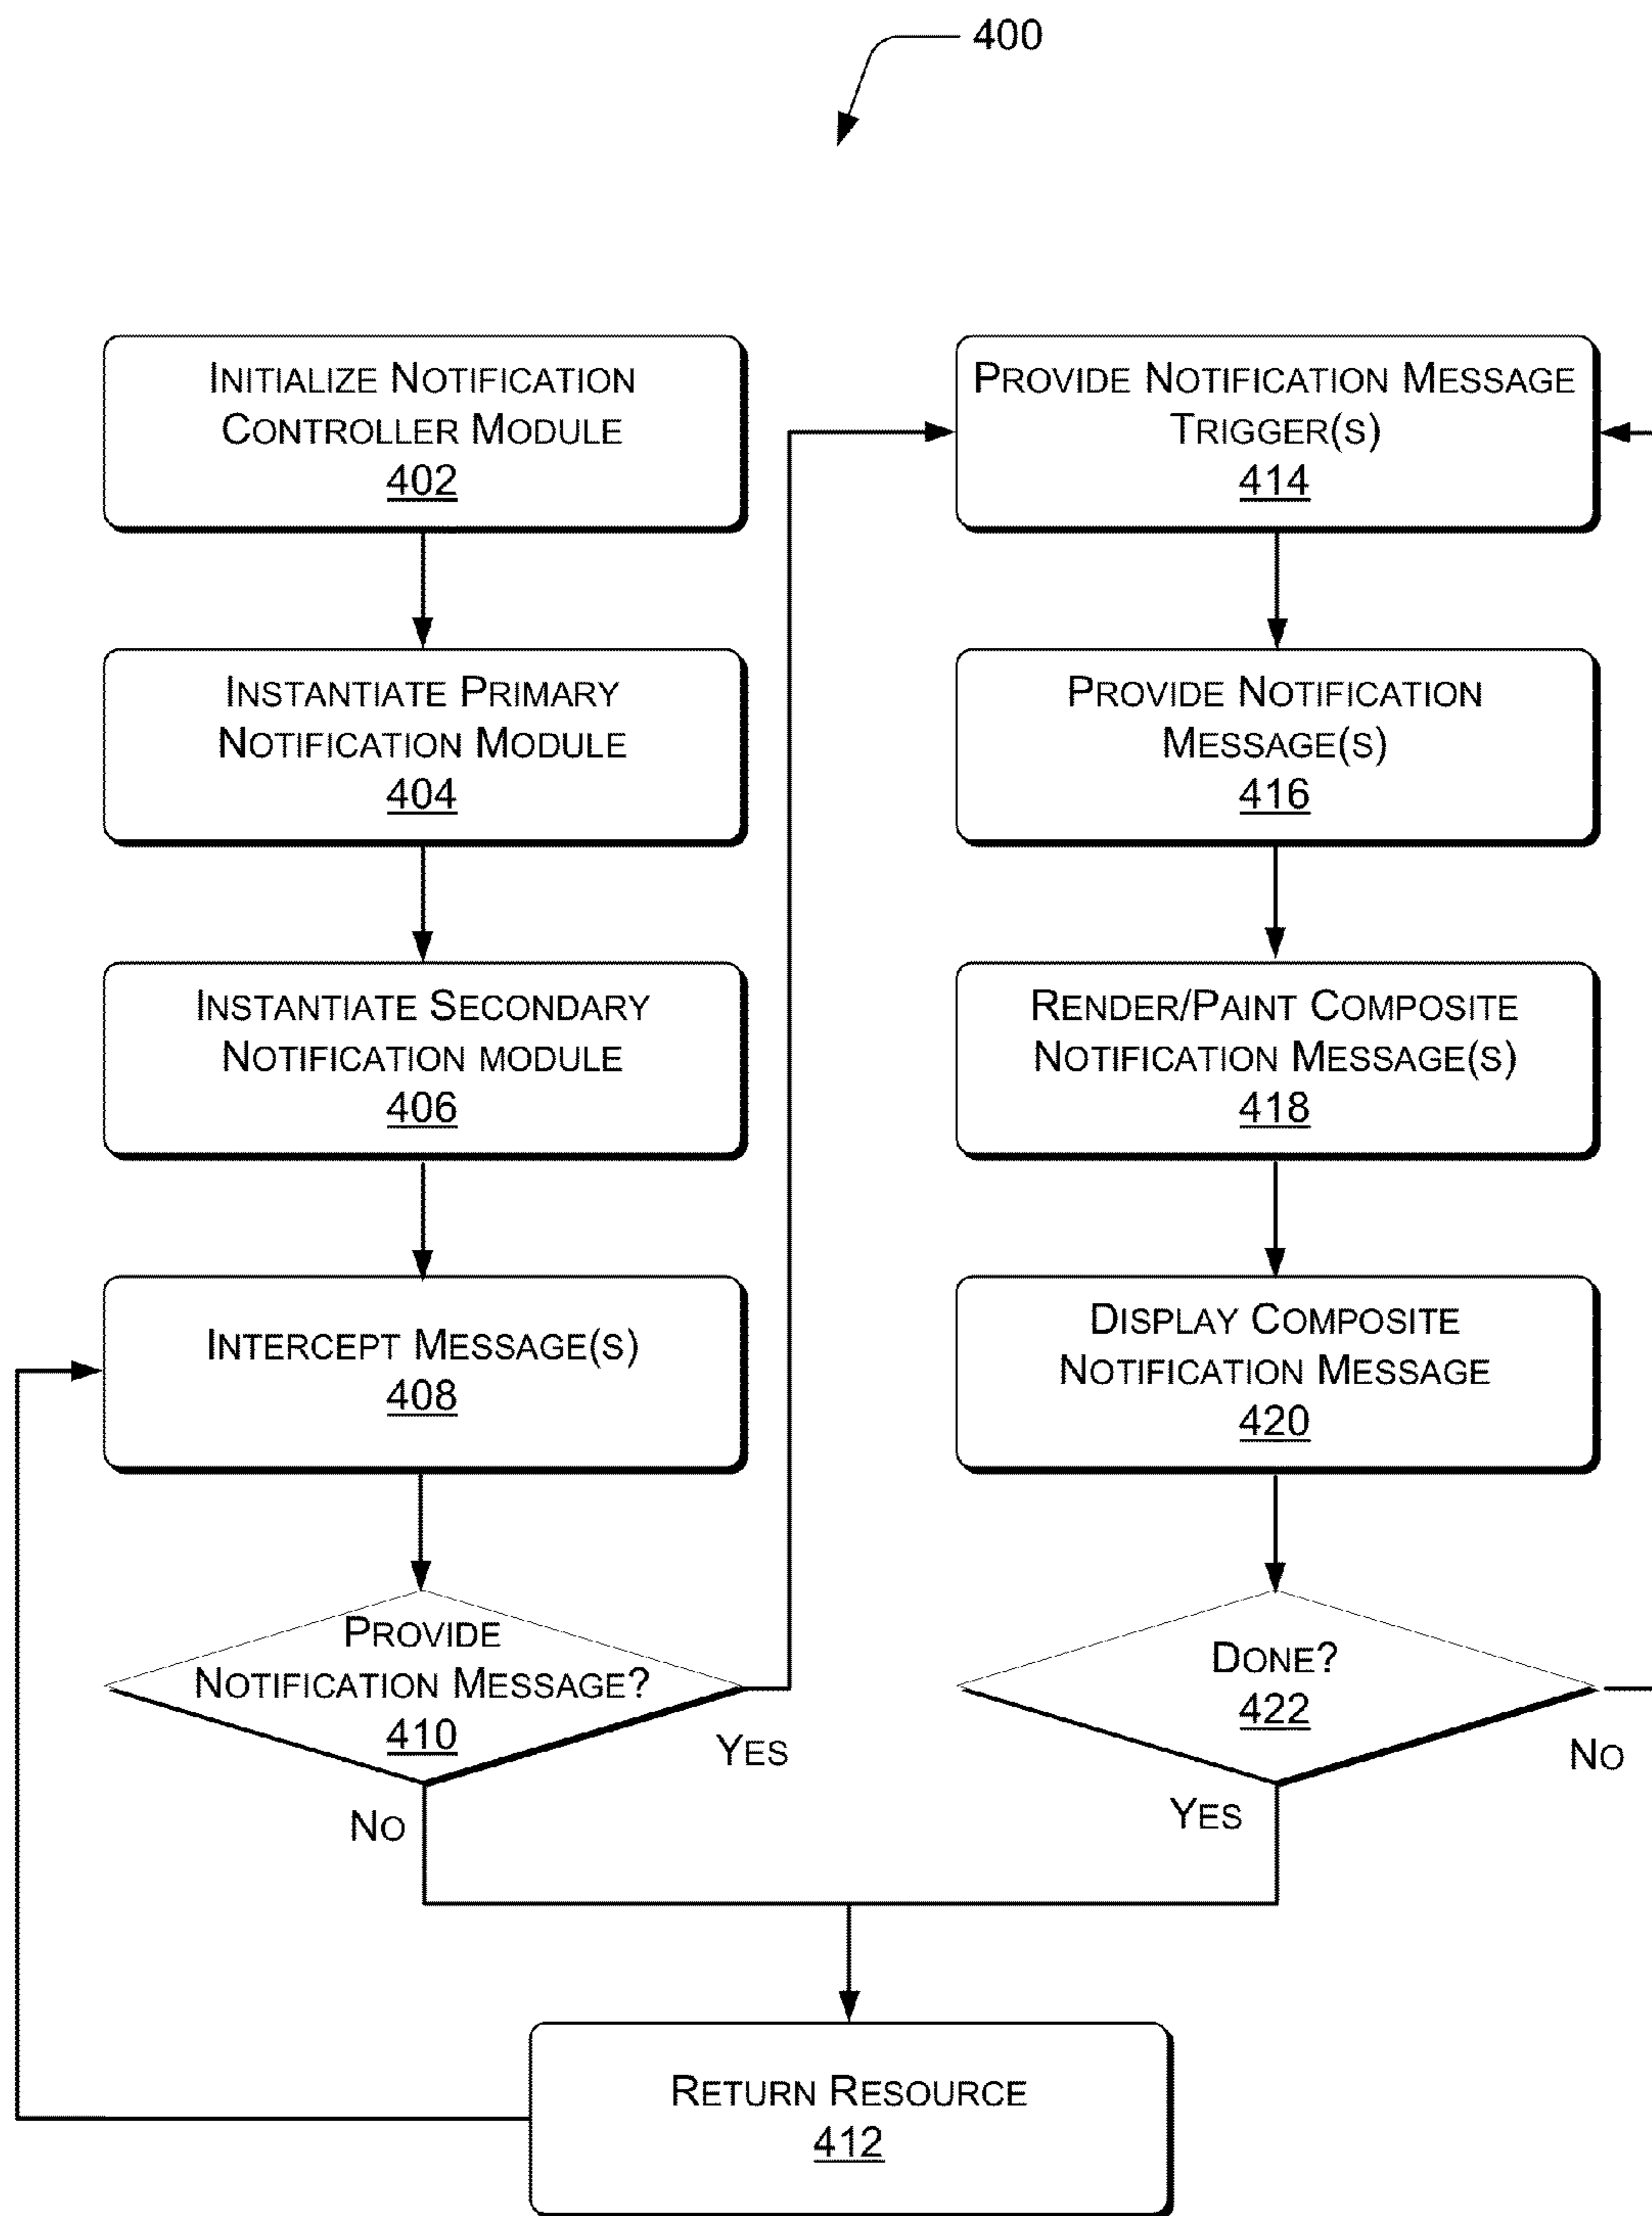 400
INITIALIZE NOTIFICATION
CONTROLLER MODULE
402
INSTANTIATE PRIMARY
NOTIFICATION MODULE
404
INSTANTIATE SECONDARY
NOTIFICATION MODULE
406
INTERCEPT MESSAGE(S)
408
PROVIDE
NOTIFICATION MESSAGE?
410
YES
NO
PROVIDE NOTIFICATION MESSAGE
TRIGGER(S)
414
PROVIDE NOTIFICATION
MESSAGE(S)
416
RENDER/PAINT COMPOSITE
NOTIFICATION MESSAGE(S)
418
DISPLAY COMPOSITE
NOTIFICATION MESSAGE
420
DONE?
422
NO
YES
RETURN RESOURCE
412